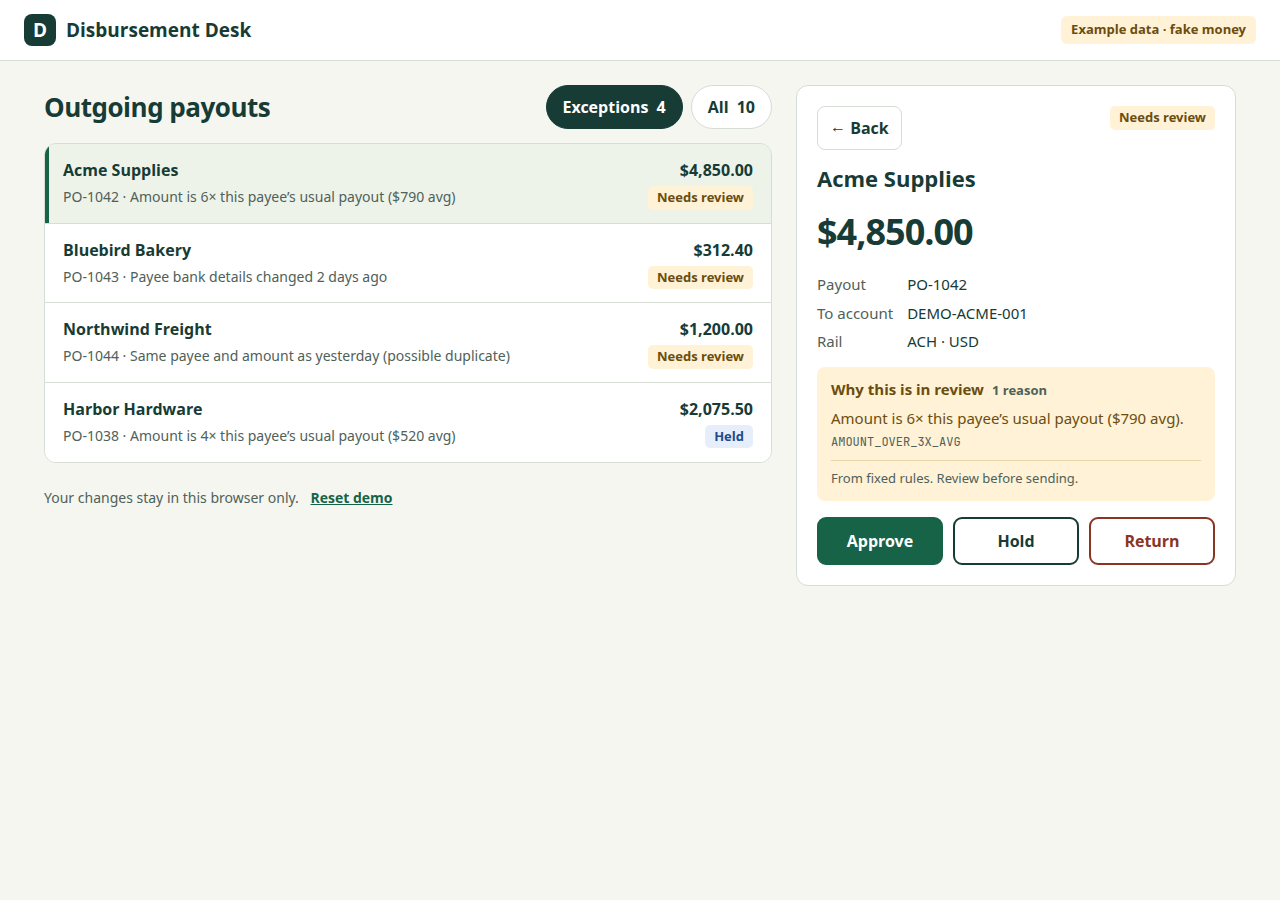 D Disbursement Desk
Example data · fake money
Outgoing payouts
Exceptions 4
All 10
Acme Supplies $4,850.00
PO-1042 · Amount is 6× this payee’s usual payout ($790 avg) Needs review
Bluebird Bakery $312.40
PO-1043 · Payee bank details changed 2 days ago Needs review
Northwind Freight $1,200.00
PO-1044 · Same payee and amount as yesterday (possible duplicate) Needs review
Harbor Hardware $2,075.50
PO-1038 · Amount is 4× this payee’s usual payout ($520 avg) Held
Your changes stay in this browser only. Reset demo
← Back
Needs review
Acme Supplies
$4,850.00
Payout PO-1042
To account DEMO-ACME-001
Rail ACH · USD
Why this is in review 1 reason
Amount is 6× this payee’s usual payout ($790 avg).
AMOUNT_OVER_3X_AVG
From fixed rules. Review before sending.
Approve Hold Return